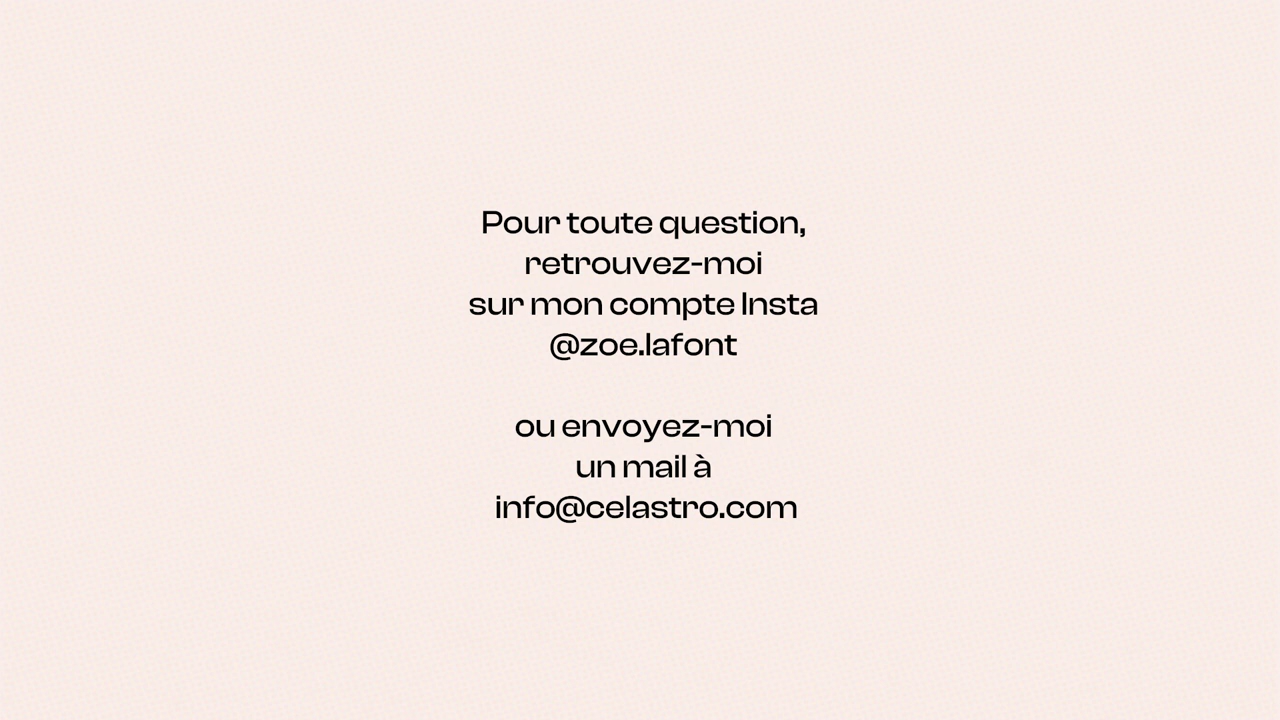 Pour toute question,
retrouvez-moi
sur mon compte Insta
@zoe.lafont
ou envoyez-moi
un mail à
info@celastro.com